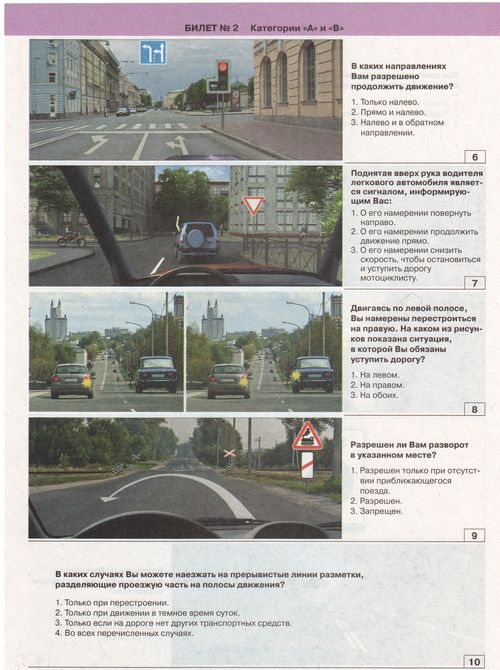 БИЛЕТ № 2 Категории «А» и «В»
В каких направлениях
Вам разрешено
продолжить движение?
1. Только налево.
2. Прямо и налево.
3. Налево и в обратном
направлении.
6
Поднятая вверх рука водителя
легкового автомобиля являет-
ся сигналом, информирую-
щим Вас:
1. О его намерении повернуть
направо.
2. О его намерении продолжить
движение прямо.
3. О его намерении снизить
скорость, чтобы остановиться
и уступить дорогу
мотоциклисту.
7
Двигаясь по левой полосе,
Вы намерены перестроиться
на правую. На каком из рисун-
ков показана ситуация,
в которой Вы обязаны
уступить дорогу?
1. На левом.
2. На правом.
3. На обоих.
8
Разрешен ли Вам разворот
в указанном месте?
1. Разрешен только при отсутст-
вии приближающегося
поезда.
2. Разрешен.
3. Запрещен.
9
В каких случаях Вы можете наезжать на прерывистые линии разметки,
разделяющие проезжую часть на полосы движения?
1. Только при перестроении.
2. Только при движении в темное время суток.
3. Только если на дороге нет других транспортных средств.
4. Во всех перечисленных случаях.
10